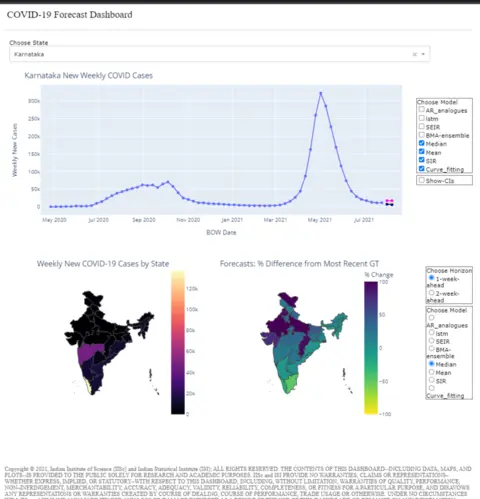 COVID-19 Forecast Dashboard
Choose State
Karnataka
Karnataka New Weekly COVID Cases
Weekly New Cases
300k
250k
200k
150k
100k
50k
0
May 2020
Jul 2020
Sep 2020
Nov 2020
Jan 2021
Mar 2021
May 2021
Jul 2021
BOW Date
Choose Model
AR_analogues
lstm
SEIR
BMA-ensemble
Median
Mean
SIR
Curve_fitting
Show-CIs
Weekly New COVID-19 Cases by State
120k
100k
80k
60k
40k
20k
0
Forecasts: % Difference from Most Recent GT
% Change
100
50
0
−50
−100
Choose Horizon
1-week-
ahead
2-week-
ahead
Choose Model
AR_analogues
lstm
SEIR
BMA-
ensemble
Median
Mean
SIR
Curve_fitting
Copyright © 2021, Indian Institute of Science (IISc) and Indian Statistical Institute (ISI); ALL RIGHTS RESERVED. THE CONTENTS OF THIS DASHBOARD--INCLUDING DATA, MAPS, AND
PLOTS--IS PROVIDED TO THE PUBLIC SOLELY FOR RESEARCH AND ACADEMIC PURPOSES. IISc and ISI PROVIDE NO WARRANTIES, CLAIMS OR REPRESENTATIONS--
WHETHER EXPRESS, IMPLIED, OR STATUTORY--WITH RESPECT TO THIS DASHBOARD, INCLUDING, WITHOUT LIMITATION, WARRANTIES OF QUALITY, PERFORMANCE,
NON-INFRINGEMENT, MERCHANTABILITY, ACCURACY, ADEQUACY, VALIDITY, RELIABILITY, COMPLETENESS, OR FITNESS FOR A PARTICULAR PURPOSE, AND DISAVOWS
ANY REPRESENTATIONS OR WARRANTIES CREATED BY COURSE OF DEALING, COURSE OF PERFORMANCE, TRADE USAGE OR OTHERWISE. UNDER NO CIRCUMSTANCES